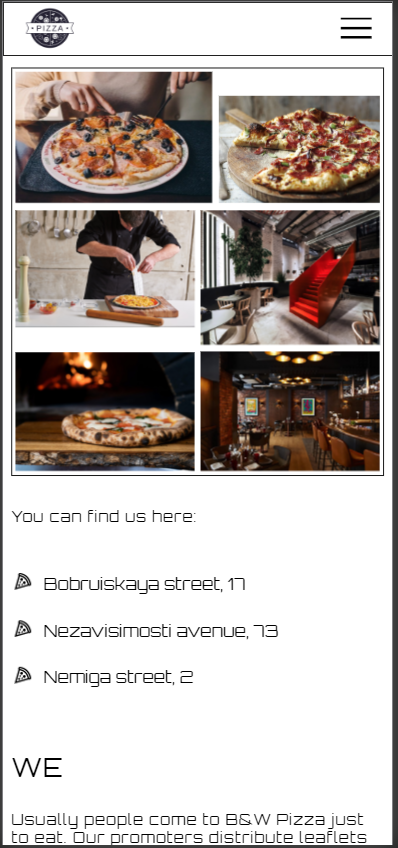 PIZZA
You can find us here:
Bobruiskaya street, 17
Nezavisimosti avenue, 73
Nemiga street, 2
WE
Usually people come to B&W Pizza just
to eat. Our promoters distribute leaflets